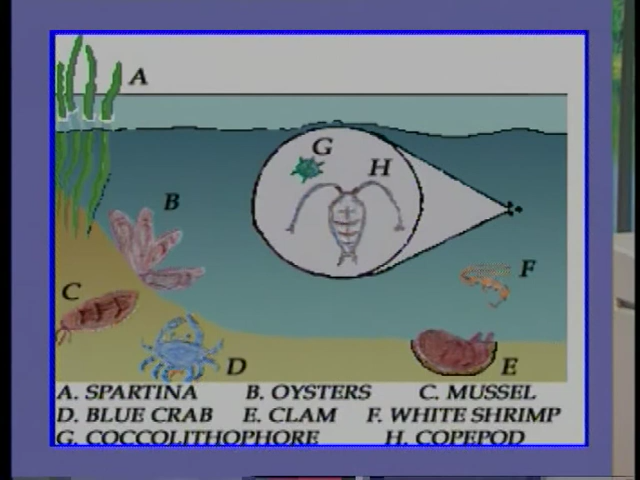 A
G
H
B
F
C
D
E
A. SPARTINA B. OYSTERS C. MUSSEL
D. BLUE CRAB E. CLAM F. WHITE SHRIMP
G. COCCOLITHOPHORE H. COPEPOD